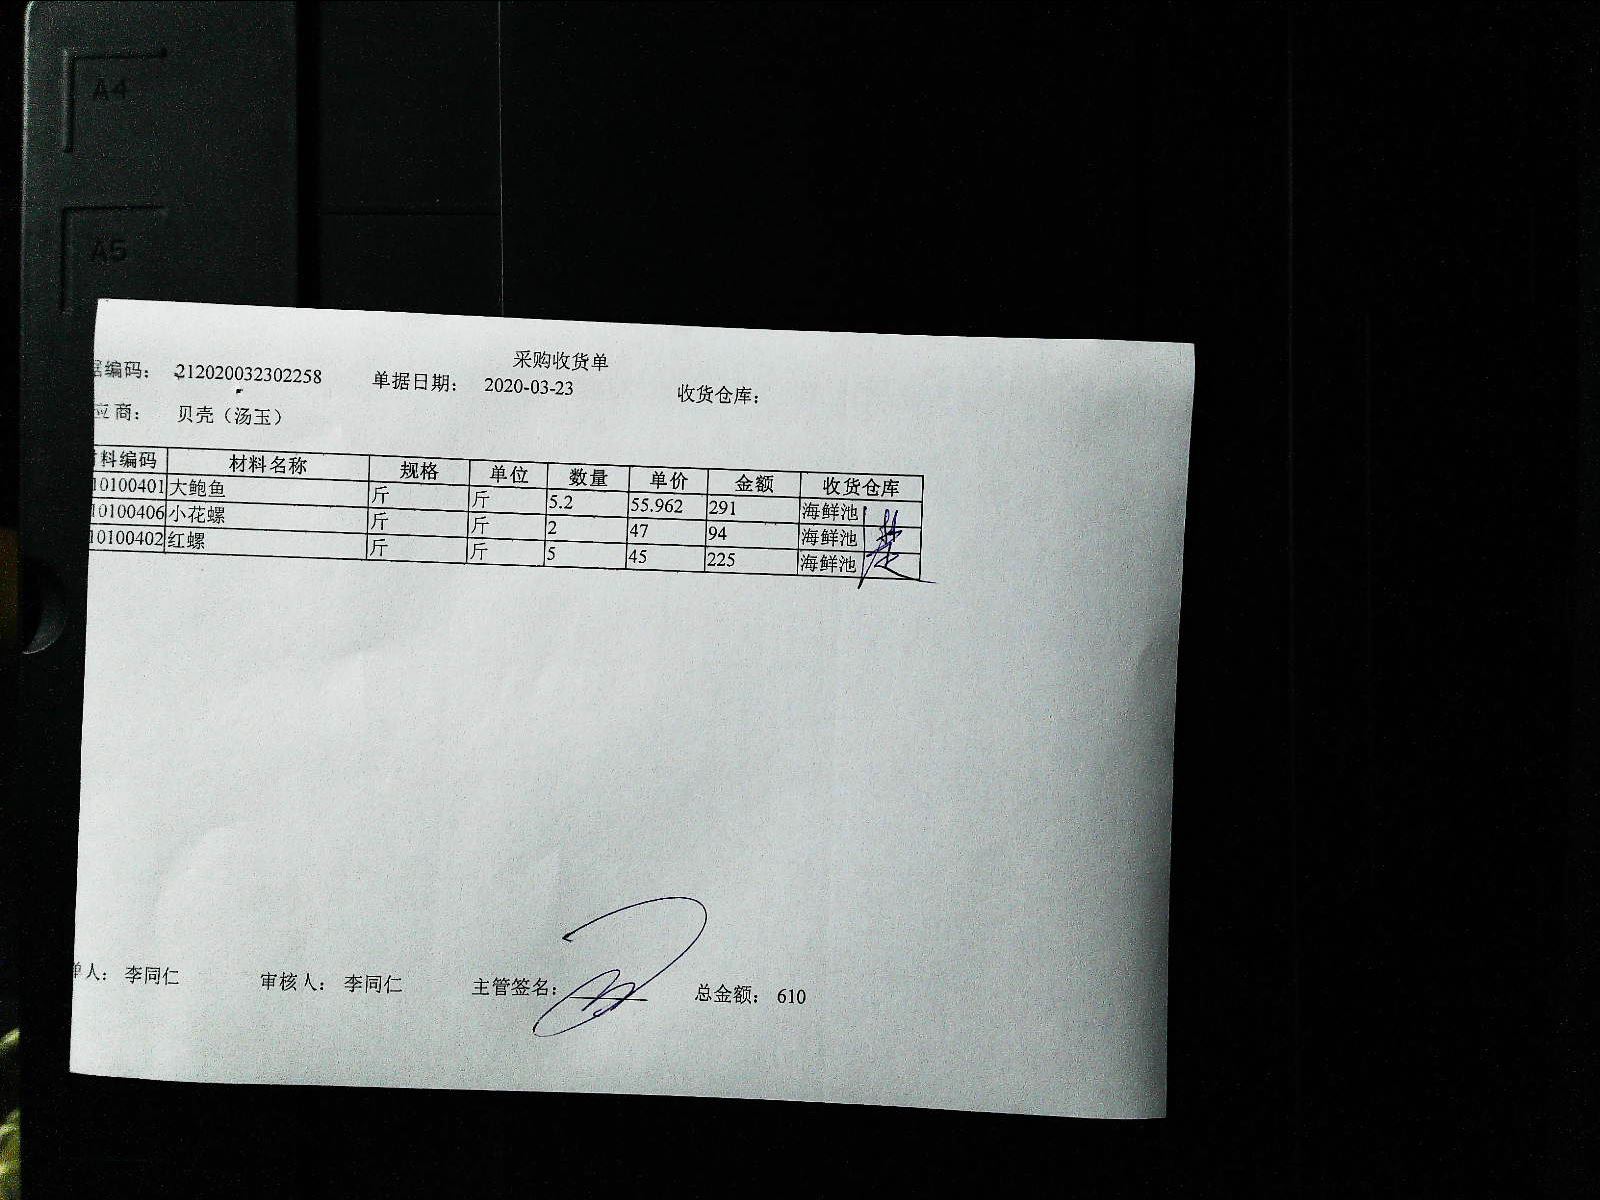 A4
A5
采购收货单
据编码: 212020032302258 单据日期: 2020-03-23 收货仓库:
应商: 贝壳（汤玉）
料编码 材料名称 规格 单位 数量 单价 金额 收货仓库
10100401 大鲍鱼 斤 斤 5.2 55.962 291 海鲜池
10100406 小花螺 斤 斤 2 47 94 海鲜池
10100402 红螺 斤 斤 5 45 225 海鲜池
单人: 李同仁 审核人: 李同仁 主管签名: 总金额: 610